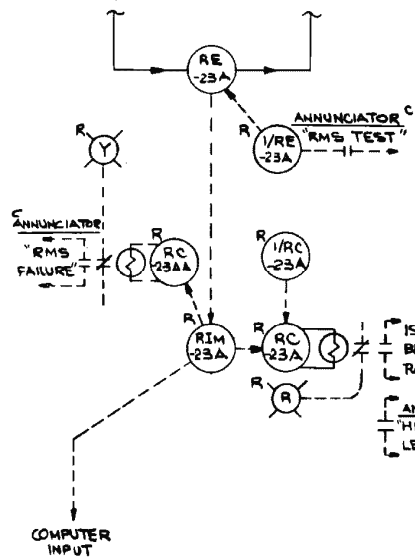 RE
-23A
ANNUNCIATOR C
"RMS TEST"
R
1/RE
-23A
R
Y
C
ANNUNCIATOR
"RMS
FAILURE"
R
RC
-23AA
R
1/RC
-23A
R
RIM
-23A
R
RC
-23A
R
R
COMPUTER
INPUT